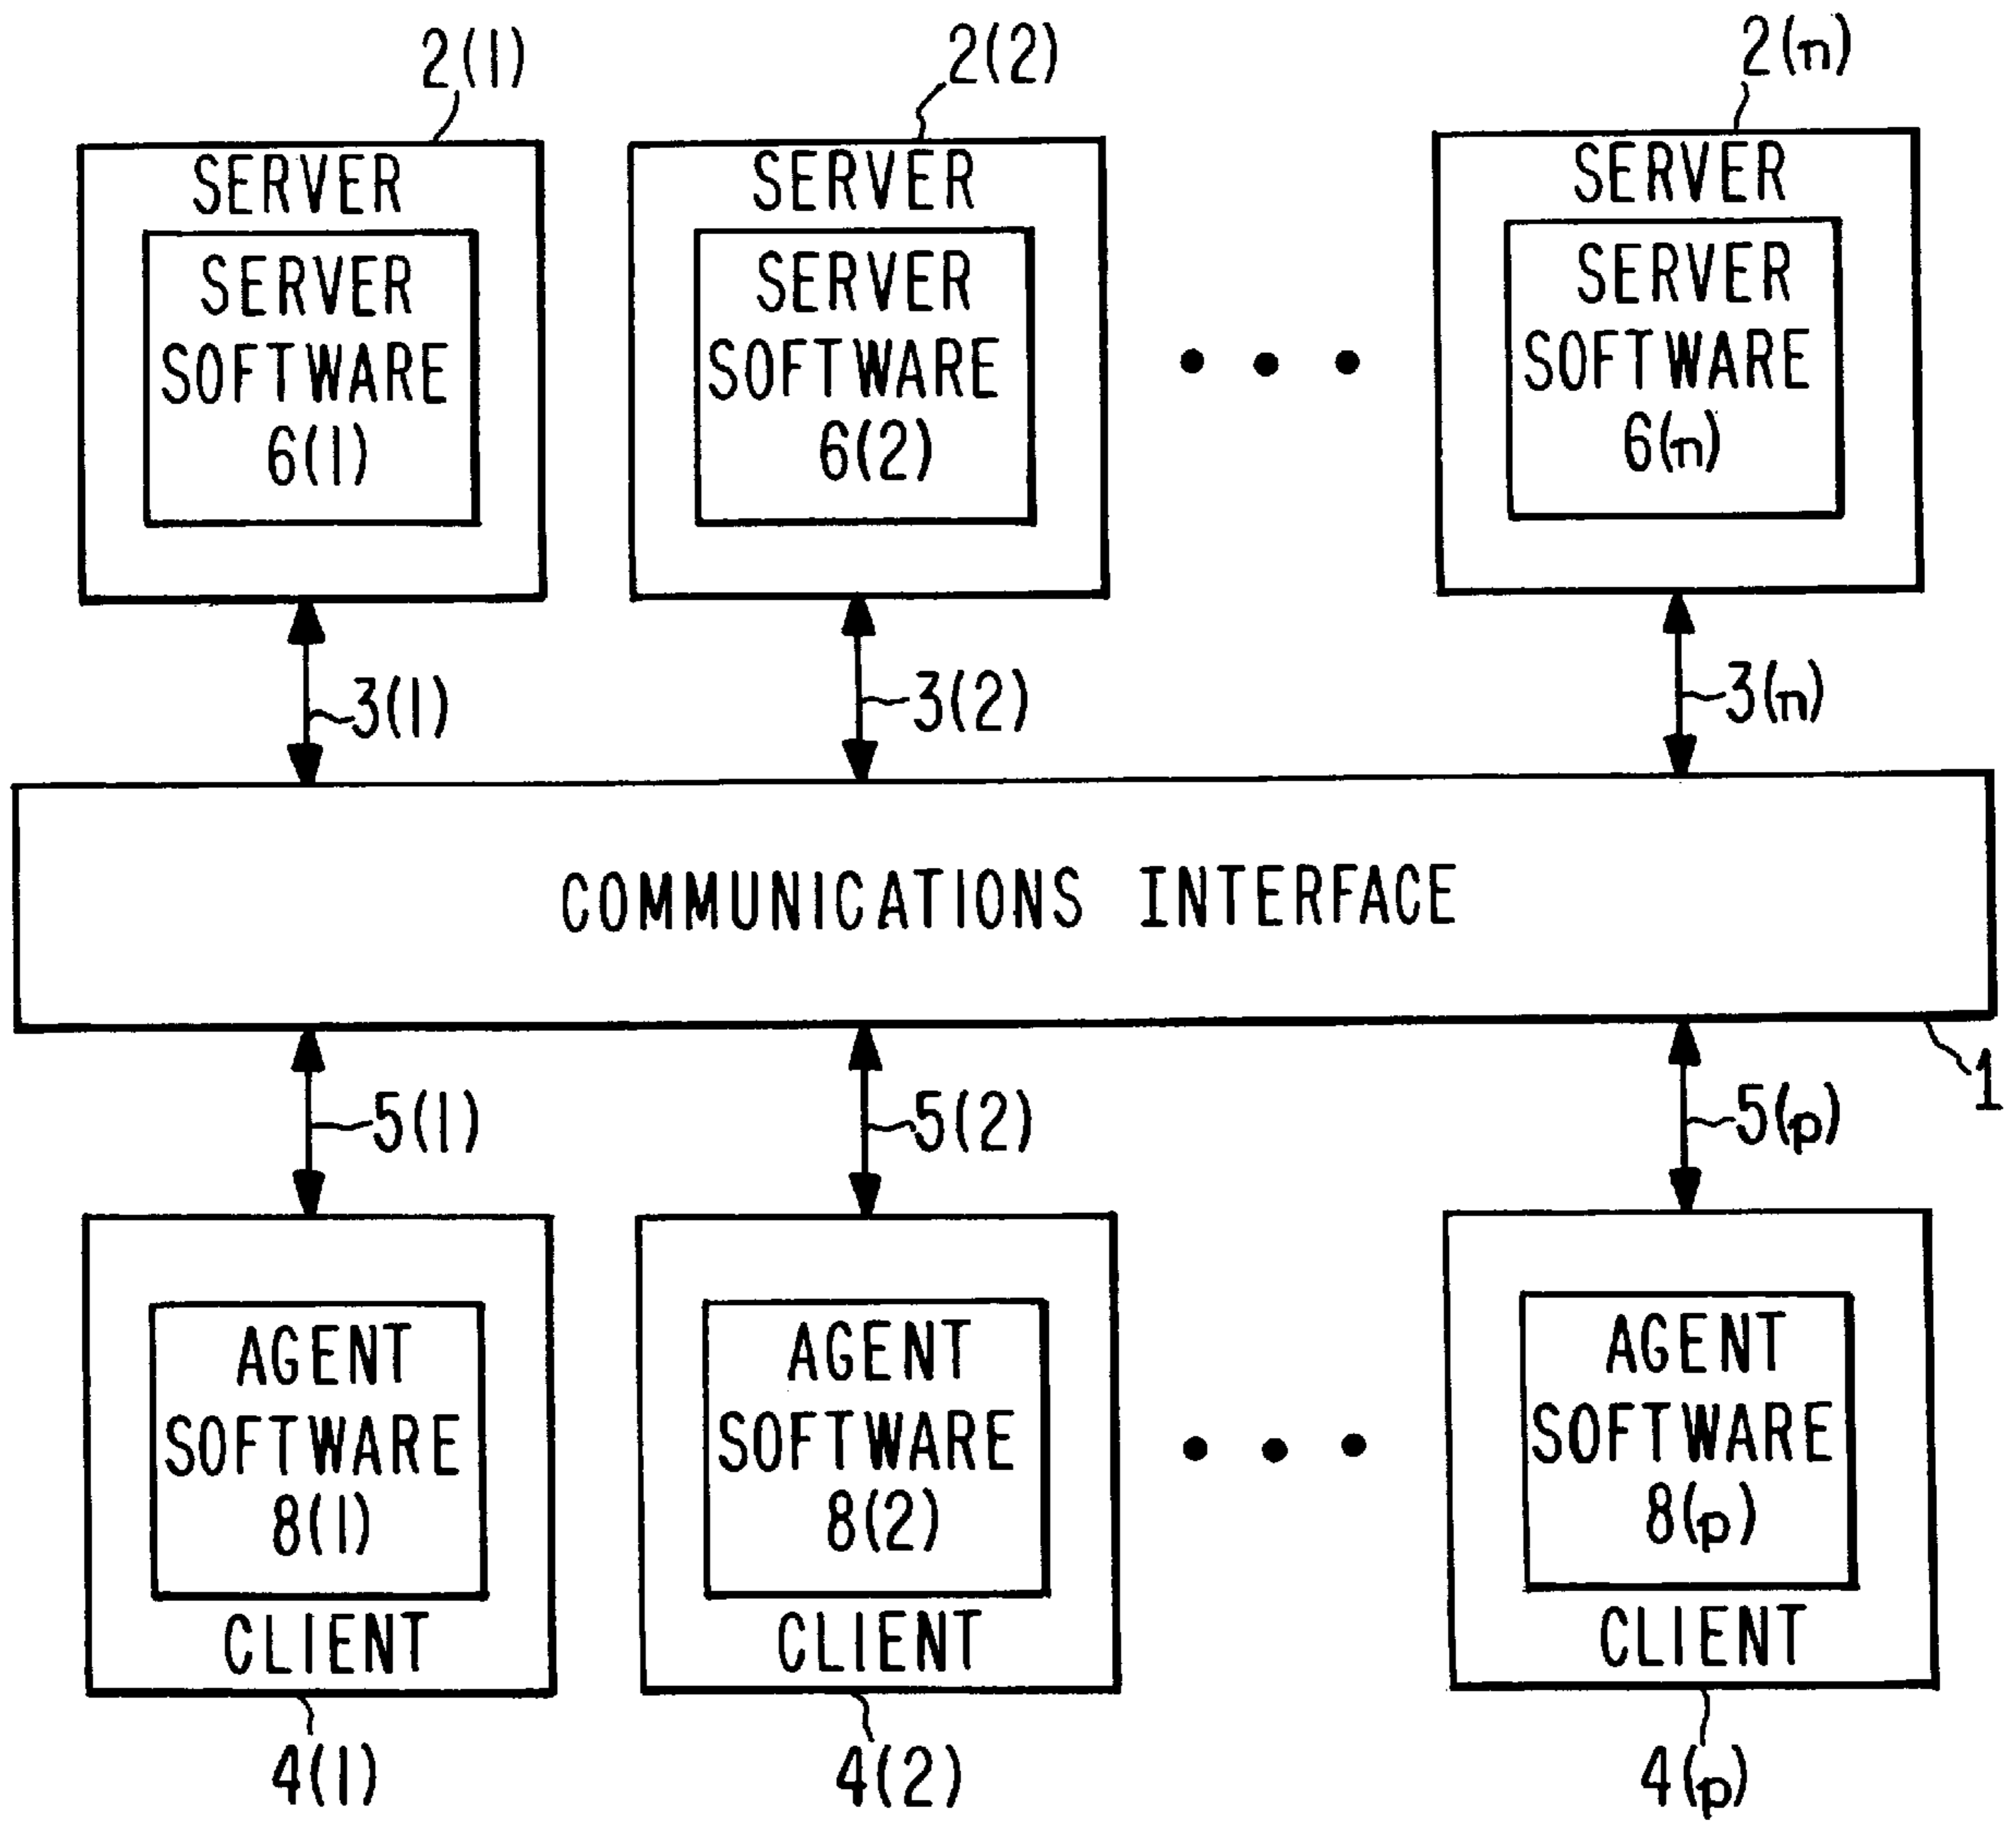 2(1) 2(2) 2(n)
SERVER SERVER SERVER
SERVER SERVER SERVER
SOFTWARE SOFTWARE SOFTWARE
6(1) 6(2) 6(n)
3(1) 3(2) 3(n)
COMMUNICATIONS INTERFACE
1
5(1) 5(2) 5(p)
AGENT AGENT AGENT
SOFTWARE SOFTWARE SOFTWARE
8(1) 8(2) 8(p)
CLIENT CLIENT CLIENT
4(1) 4(2) 4(p)